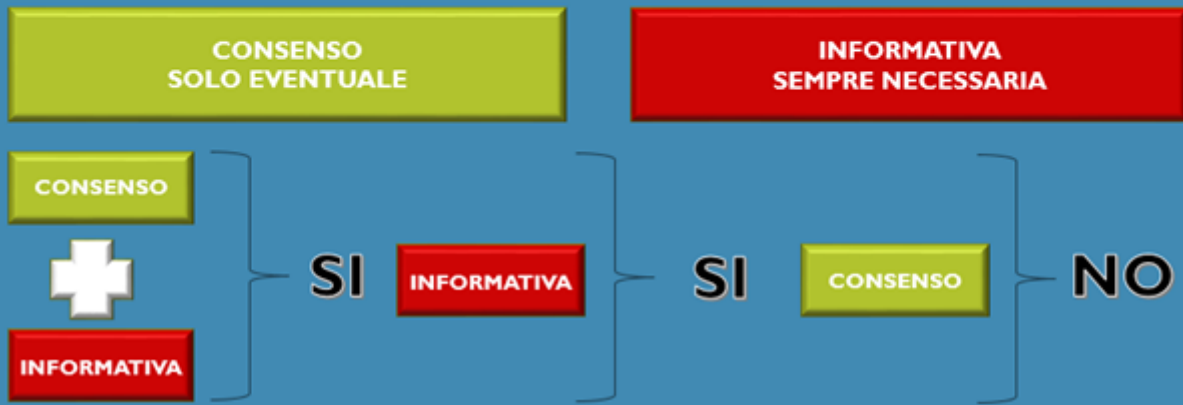 CONSENSO
SOLO EVENTUALE
INFORMATIVA
SEMPRE NECESSARIA
CONSENSO
INFORMATIVA
SI
INFORMATIVA
SI
CONSENSO
NO